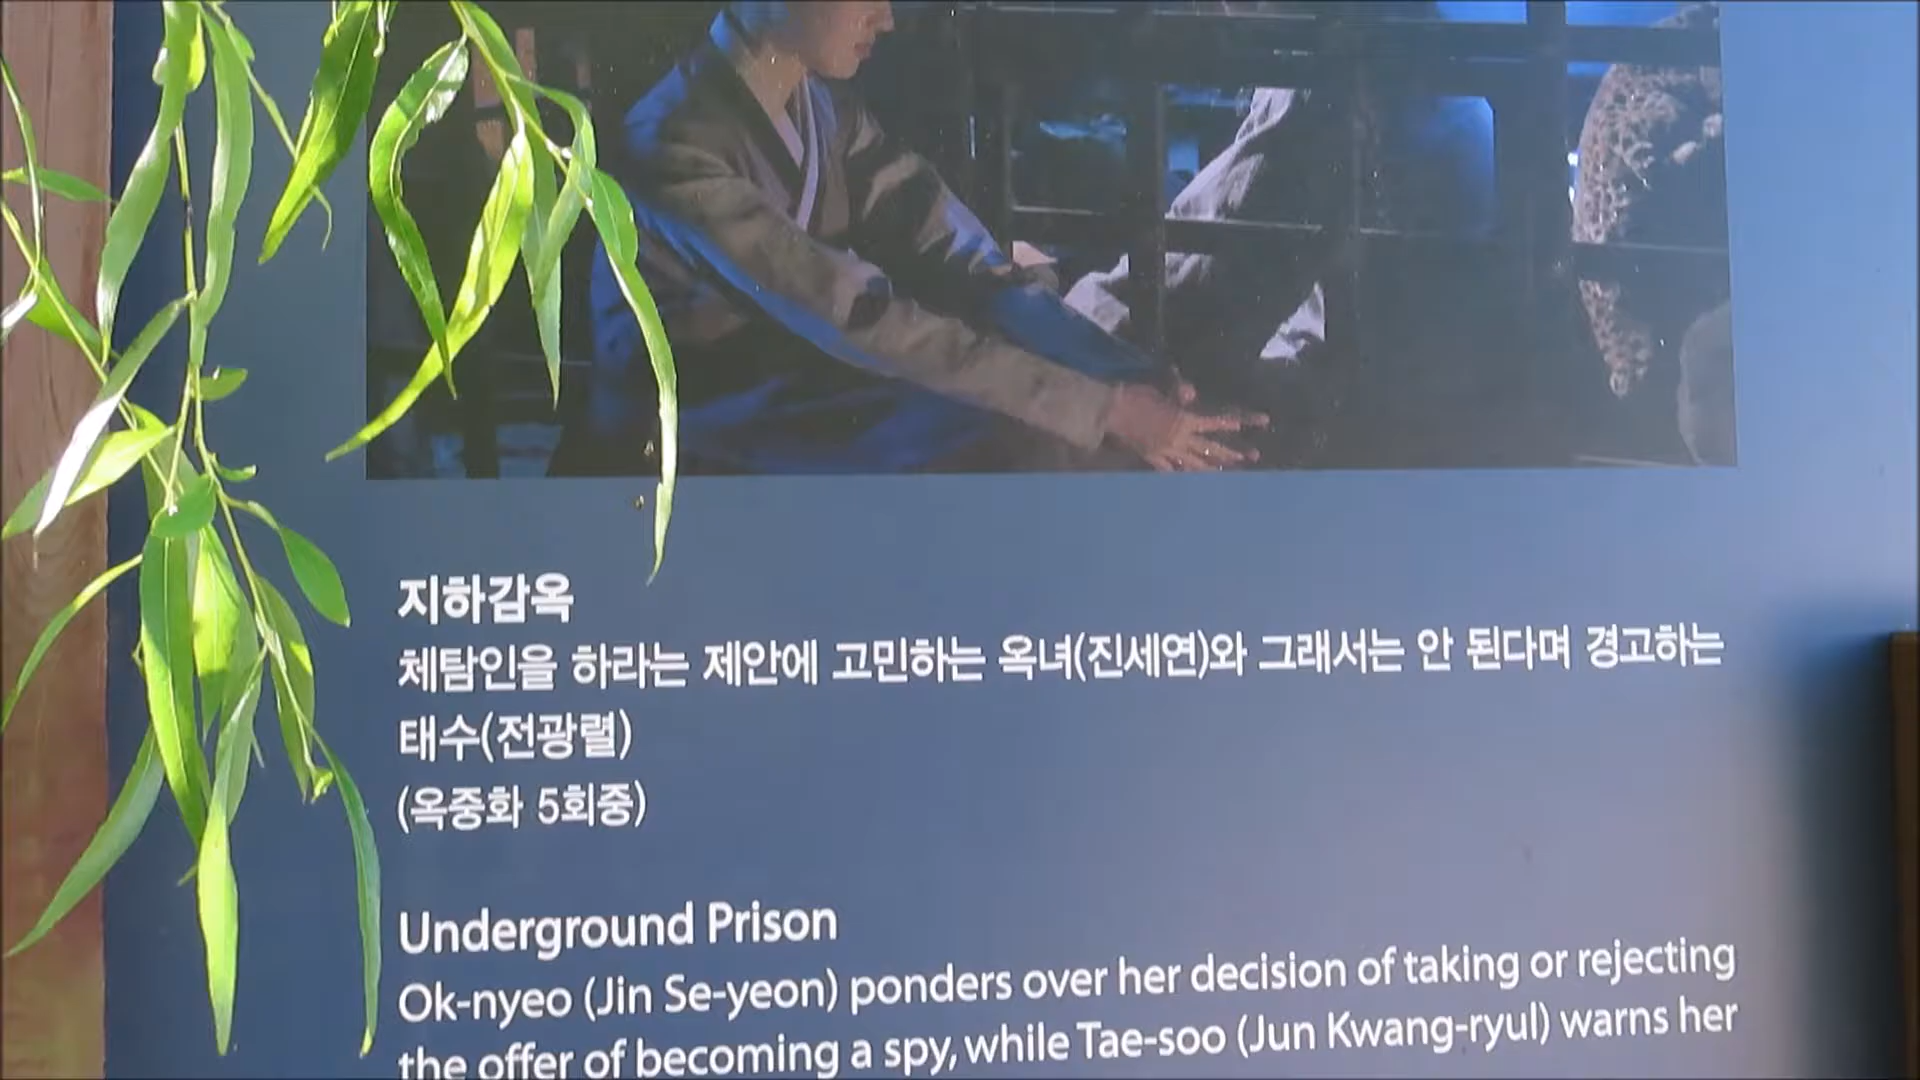 지하감옥
체탐인을 하라는 제안에 고민하는 옥녀(진세연)와 그래서는 안 된다며 경고하는
태수(전광렬)
(옥중화 5회중)
Underground Prison
Ok-nyeo (Jin Se-yeon) ponders over her decision of taking or rejecting
the offer of becoming a spy, while Tae-soo (Jun Kwang-ryul) warns her